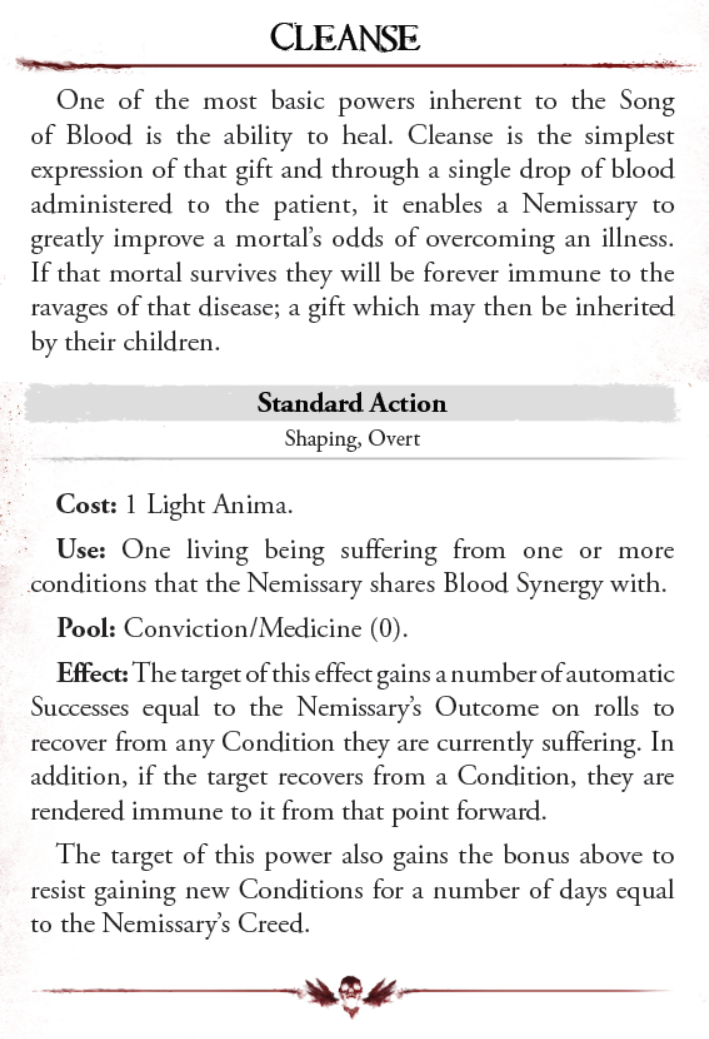 CLEANSE
One of the most basic powers inherent to the Song
of Blood is the ability to heal. Cleanse is the simplest
expression of that gift and through a single drop of blood
administered to the patient, it enables a Nemissary to
greatly improve a mortal's odds of overcoming an illness.
If that mortal survives they will be forever immune to the
ravages of that disease; a gift which may then be inherited
by their children.
Standard Action
Shaping, Overt
Cost: 1 Light Anima.
Use: One living being suffering from one or more
conditions that the Nemissary shares Blood Synergy with.
Pool: Conviction/Medicine (0).
Effect: The target of this effect gains a number of automatic
Successes equal to the Nemissary's Outcome on rolls to
recover from any Condition they are currently suffering. In
addition, if the target recovers from a Condition, they are
rendered immune to it from that point forward.
The target of this power also gains the bonus above to
resist gaining new Conditions for a number of days equal
to the Nemissary's Creed.